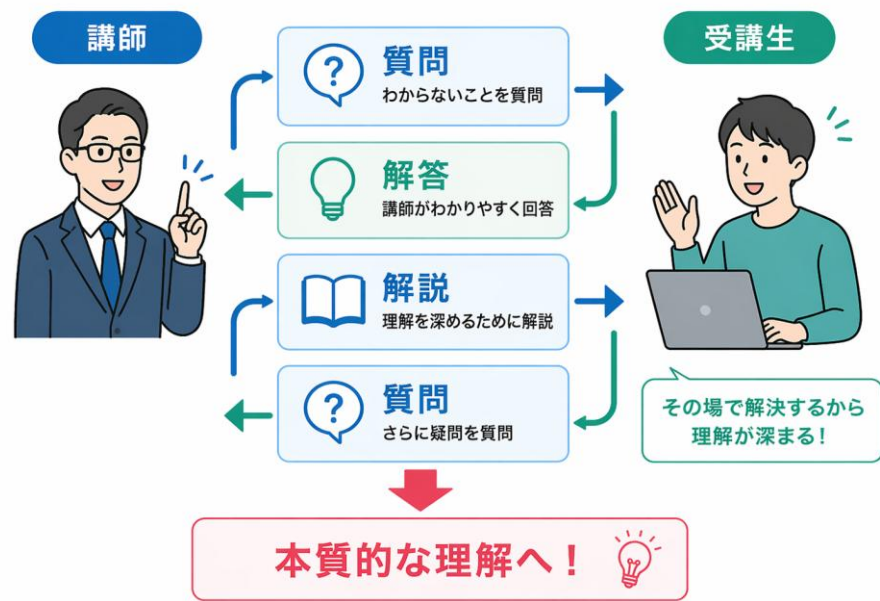 講師
受講生
質問
わからないことを質問
解答
講師がわかりやすく回答
解説
理解を深めるために解説
質問
さらに疑問を質問
その場で解決するから
理解が深まる!
本質的な理解へ!